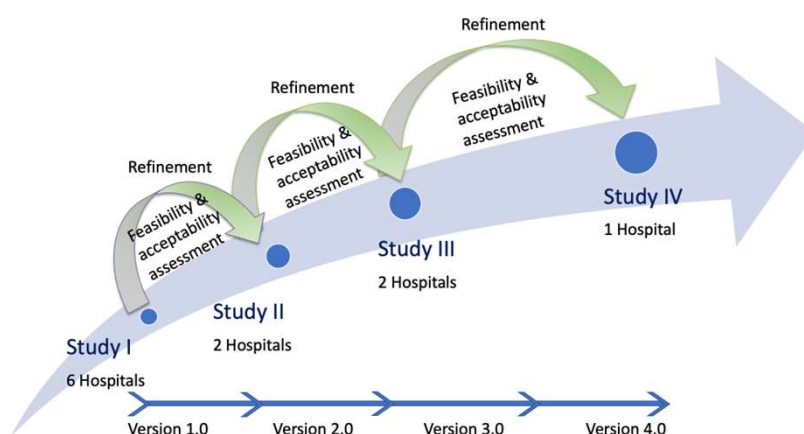 Refinement
Feasibility &
acceptability
assessment
Refinement
Feasibility &
acceptability
assessment
Refinement
Feasibility &
acceptability
assessment
Study I
6 Hospitals
Study II
2 Hospitals
Study III
2 Hospitals
Study IV
1 Hospital
Version 1.0
Version 2.0
Version 3.0
Version 4.0